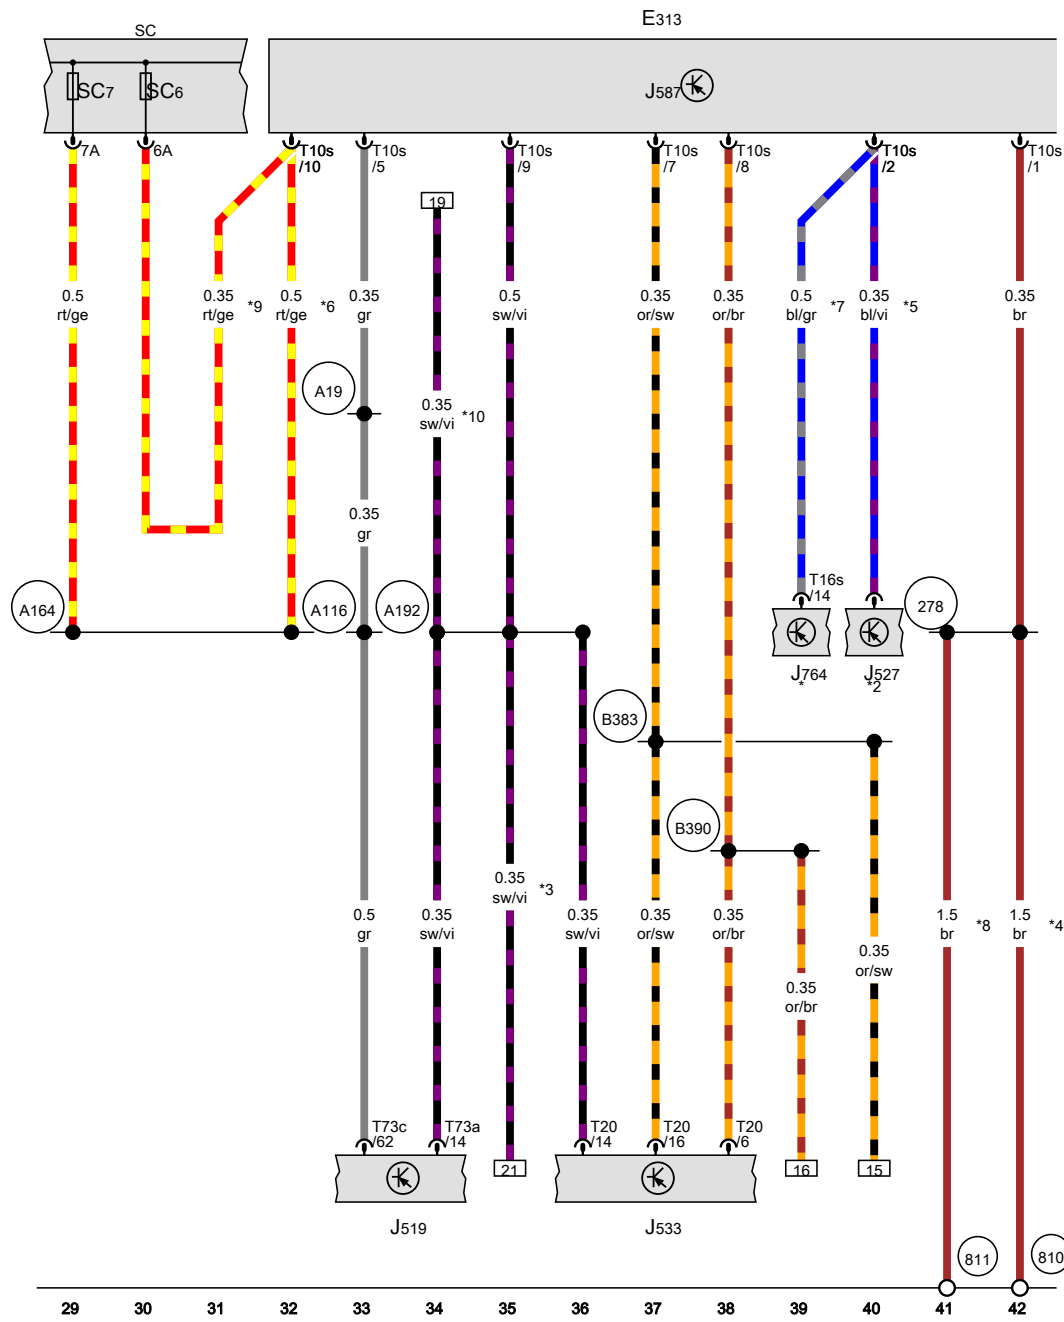 SC
E313
SC7
SC6
J587
7A
6A
T10s
/10
T10s
/5
T10s
/9
T10s
/7
T10s
/8
T10s
/2
T10s
/1
19
0.5
rt/ge
0.35
rt/ge
*9
0.5
rt/ge
*6
0.35
gr
0.5
sw/vi
0.35
or/sw
0.35
or/br
0.5
bl/gr
*7
0.35
bl/vi
*5
0.35
br
A19
0.35
sw/vi
*10
0.35
gr
T16s
/14
A164
A116
A192
278
J764
*
J527
*2
B383
B390
0.35
sw/vi
*3
0.5
gr
0.35
sw/vi
0.35
sw/vi
0.35
or/sw
0.35
or/br
1.5
br
*8
1.5
br
*4
0.35
or/sw
0.35
or/br
T73c
/62
T73a
/14
T20
/14
T20
/16
T20
/6
21
16
15
J519
J533
811
810
29 30 31 32 33 34 35 36 37 38 39 40 41 42